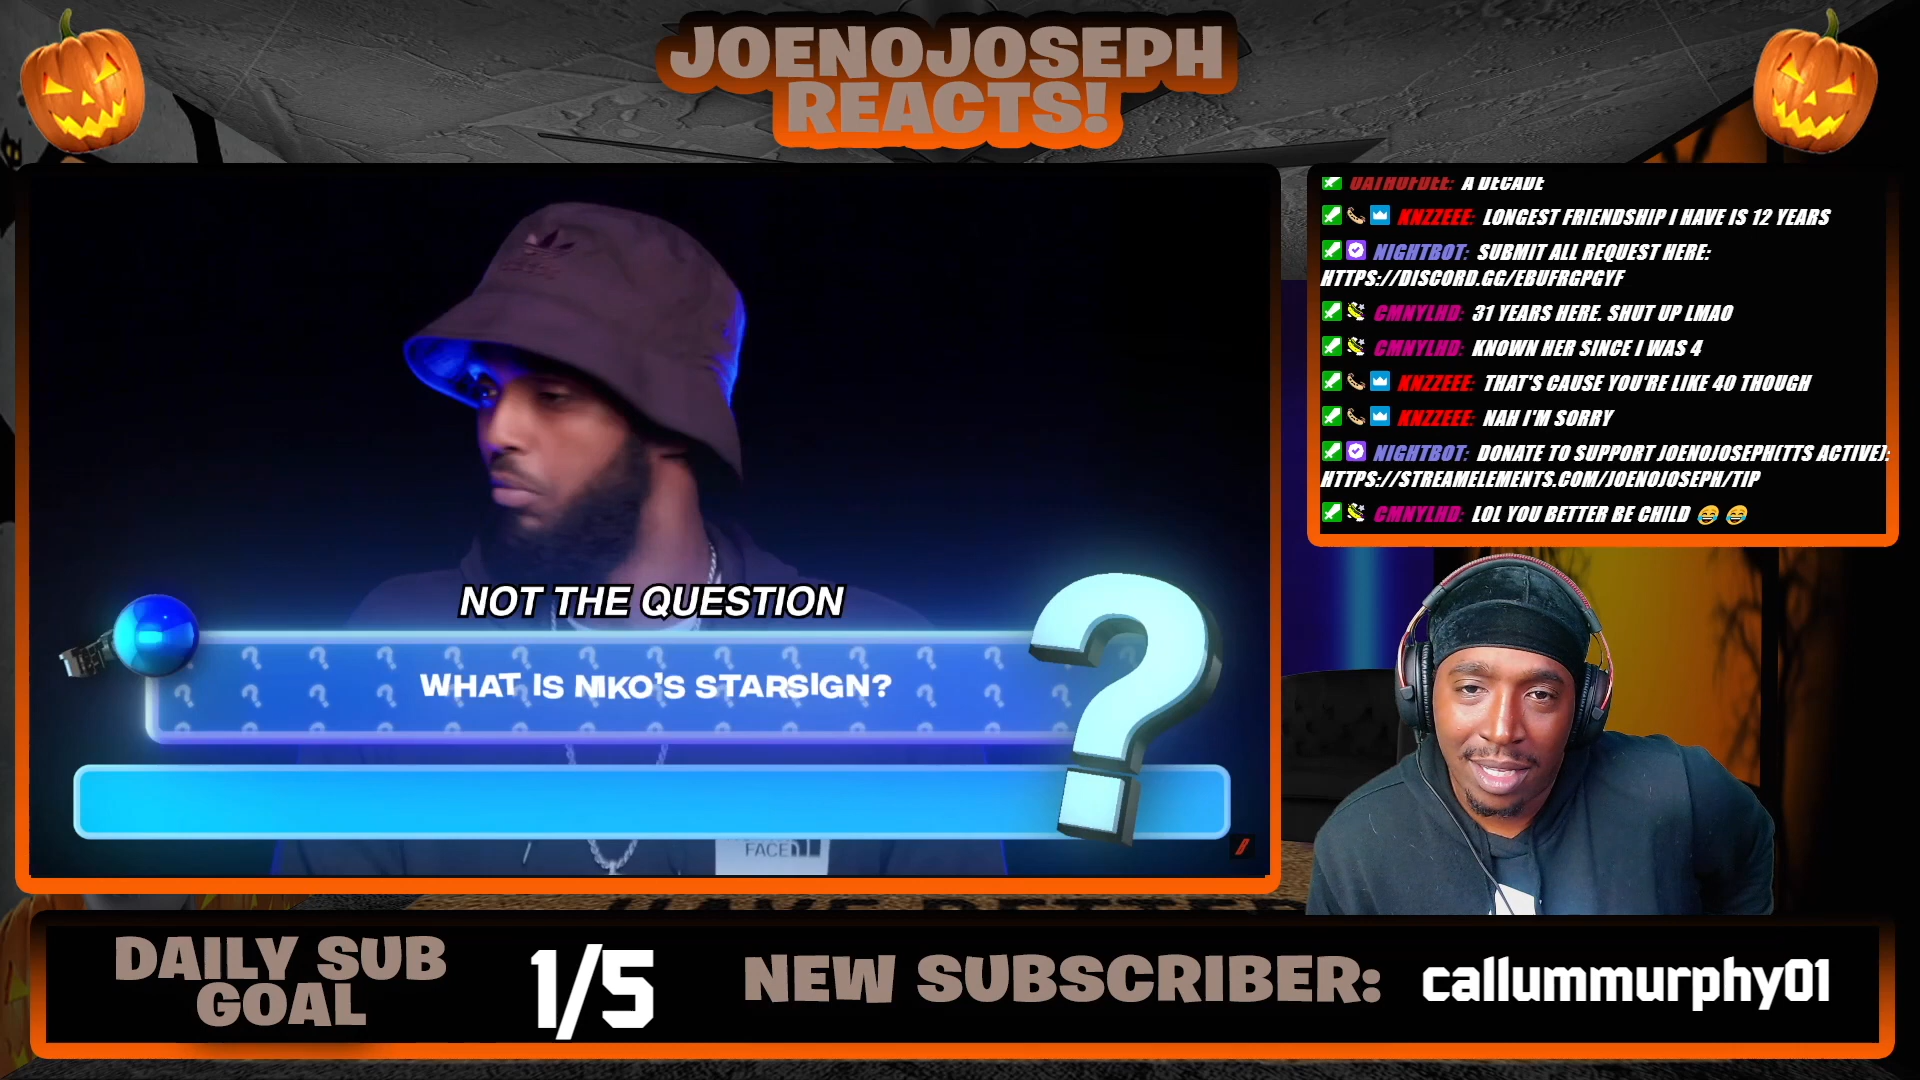 JOENOJOSEPH
REACTS!
A DECADE
KNZZEEE: LONGEST FRIENDSHIP I HAVE IS 12 YEARS
NIGHTBOT: SUBMIT ALL REQUEST HERE:
HTTPS://DISCORD.GG/EBUFRGPGYF
CMNYLHD: 31 YEARS HERE. SHUT UP LMAO
CMNYLHD: KNOWN HER SINCE I WAS 4
KNZZEEE: THAT'S CAUSE YOU'RE LIKE 40 THOUGH
KNZZEEE: NAH I'M SORRY
NIGHTBOT: DONATE TO SUPPORT JOENOJOSEPH(TTS ACTIVE):
HTTPS://STREAMELEMENTS.COM/JOENOJOSEPH/TIP
CMNYLHD: LOL YOU BETTER BE CHILD 😂 😂
NOT THE QUESTION
WHAT IS NIKO'S STARSIGN?
FACE
DAILY SUB
GOAL
1/5
NEW SUBSCRIBER:
callummurphy01